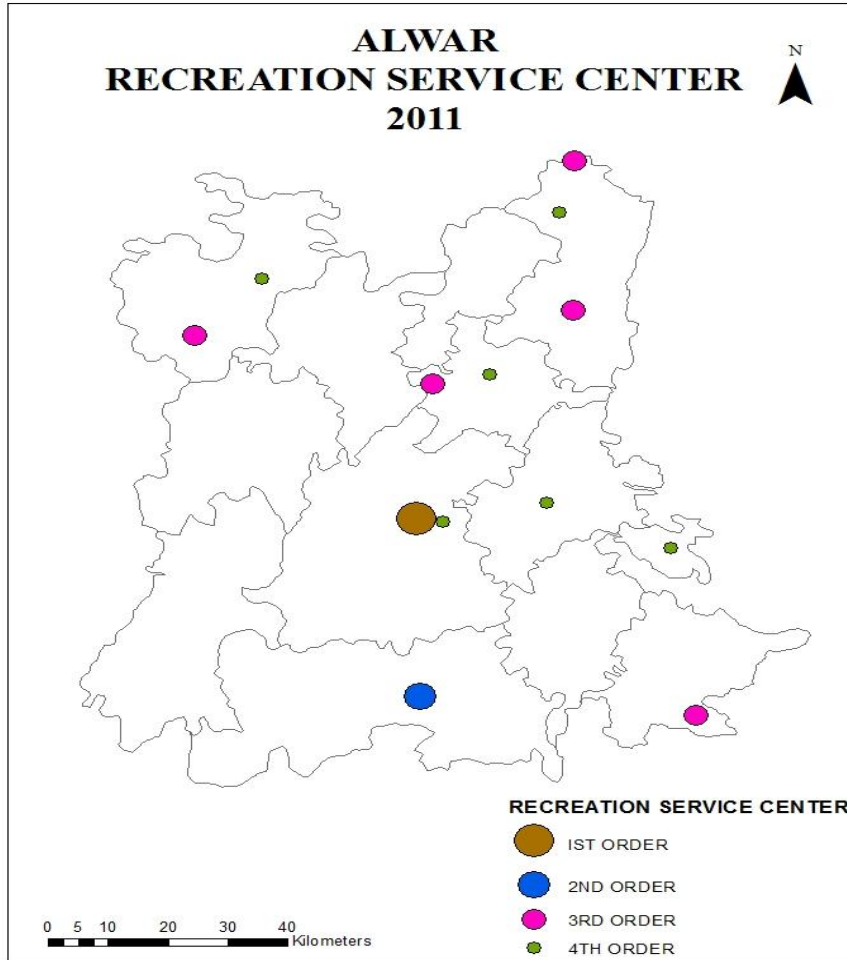 ALWAR
RECREATION SERVICE CENTER
2011
N
RECREATION SERVICE CENTER
IST ORDER
2ND ORDER
3RD ORDER
4TH ORDER
0 5 10 20 30 40
Kilometers